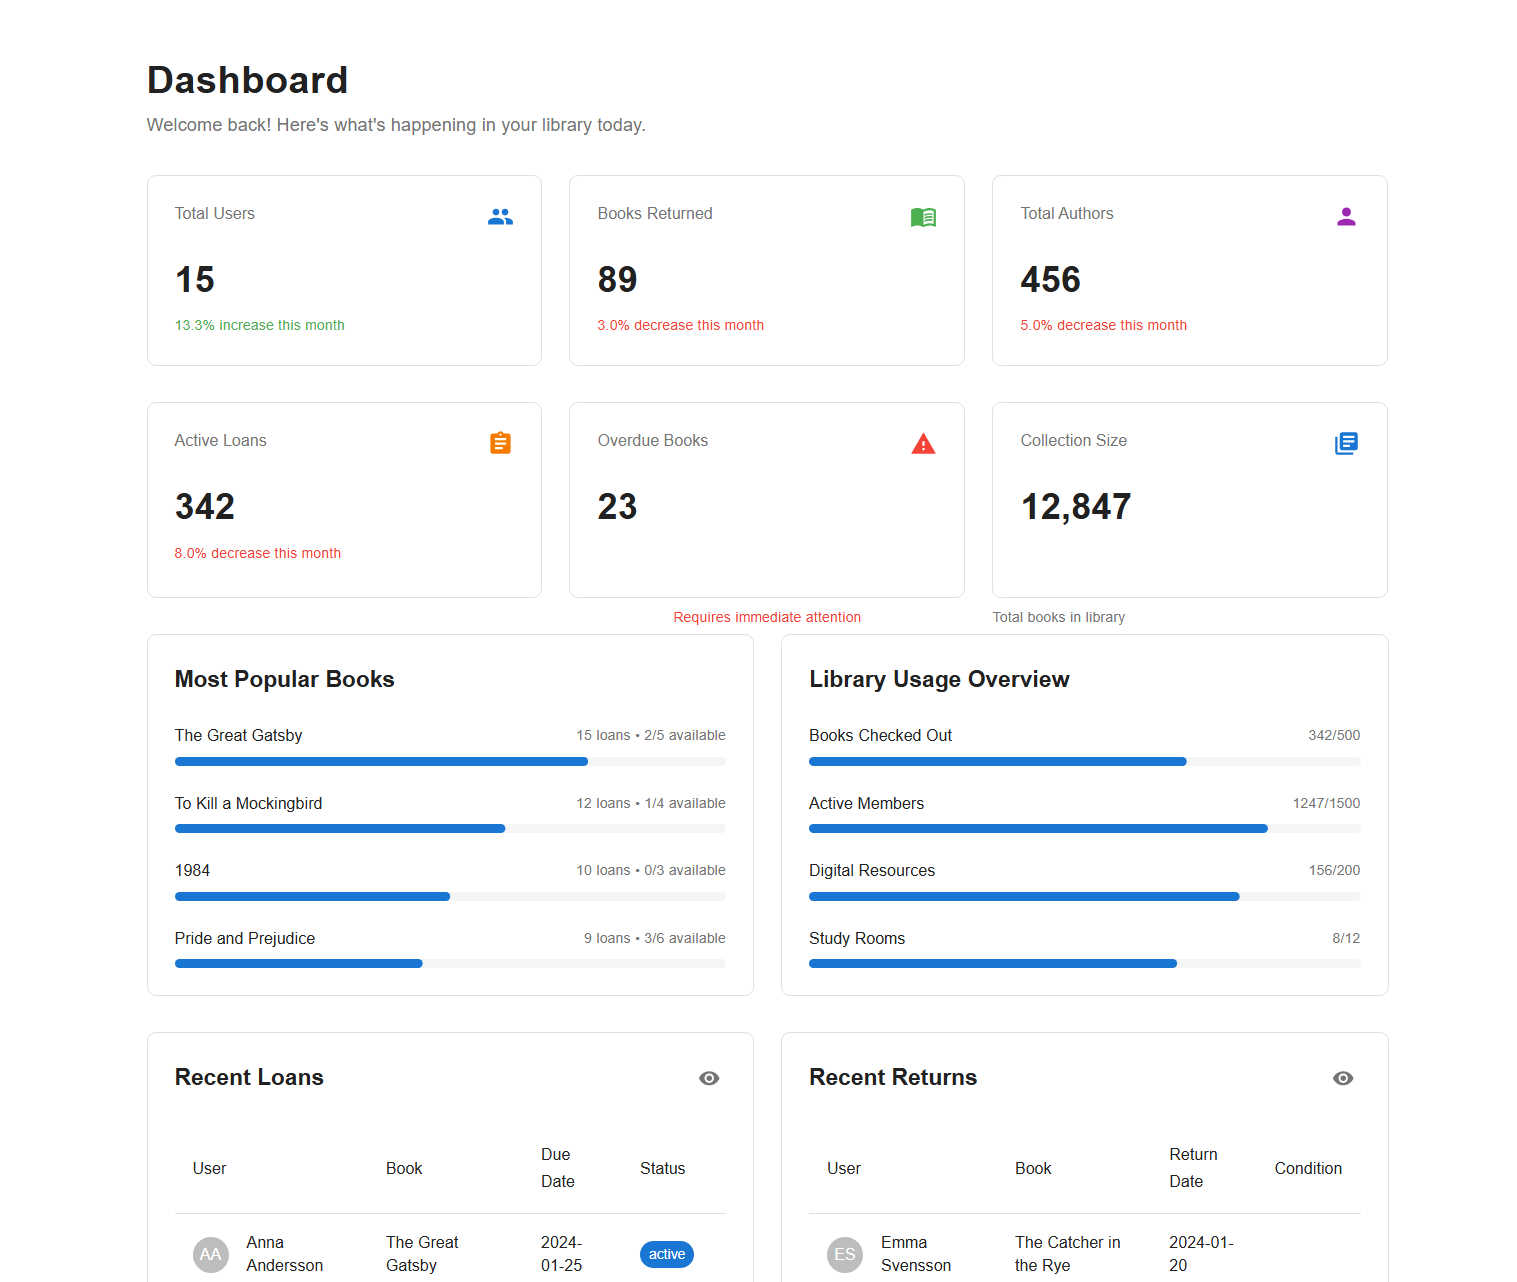 Dashboard
Welcome back! Here's what's happening in your library today.
Total Users
15
13.3% increase this month
Books Returned
89
3.0% decrease this month
Total Authors
456
5.0% decrease this month
Active Loans
342
8.0% decrease this month
Overdue Books
23
Requires immediate attention
Collection Size
12,847
Total books in library
Most Popular Books
The Great Gatsby 15 loans • 2/5 available
To Kill a Mockingbird 12 loans • 1/4 available
1984 10 loans • 0/3 available
Pride and Prejudice 9 loans • 3/6 available
Library Usage Overview
Books Checked Out 342/500
Active Members 1247/1500
Digital Resources 156/200
Study Rooms 8/12
Recent Loans
User
Book
Due
Date
Status
AA
Anna
Andersson
The Great
Gatsby
2024-
01-25
active
Recent Returns
User
Book
Return
Date
Condition
ES
Emma
Svensson
The Catcher in
the Rye
2024-01-
20